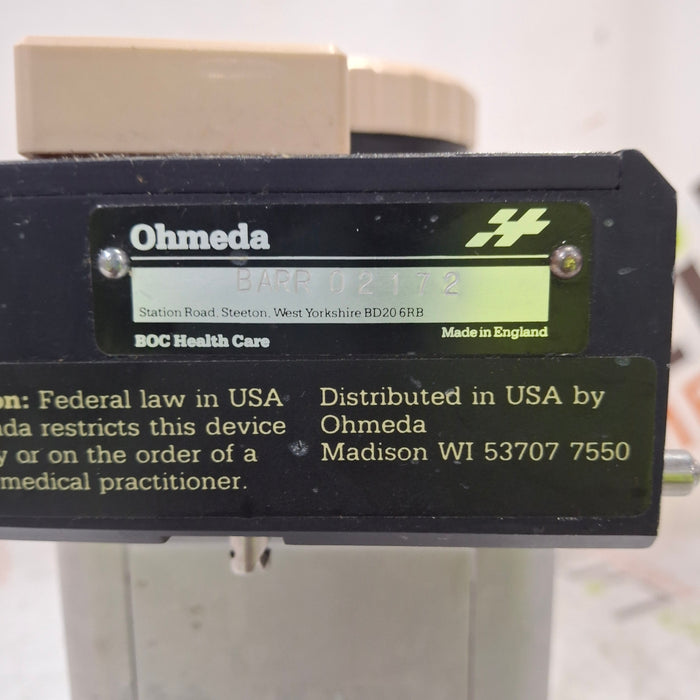 Ohmeda
BARR 02172
Station Road. Steeton. West Yorkshire BD20 6RB
BOC Health Care
Made in England
on: Federal law in USA
da restricts this device
y or on the order of a
medical practitioner.
Distributed in USA by
Ohmeda
Madison WI 53707 7550